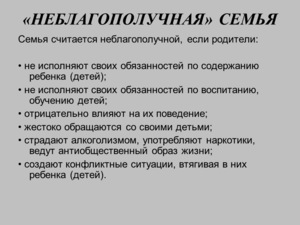 «НЕБЛАГОПОЛУЧНАЯ» СЕМЬЯ
Семья считается неблагополучной, если родители:
• не исполняют своих обязанностей по содержанию
ребенка (детей);
• не исполняют своих обязанностей по воспитанию,
обучению детей;
• отрицательно влияют на их поведение;
• жестоко обращаются со своими детьми;
• страдают алкоголизмом, употребляют наркотики,
ведут антиобщественный образ жизни;
• создают конфликтные ситуации, втягивая в них
ребенка (детей).